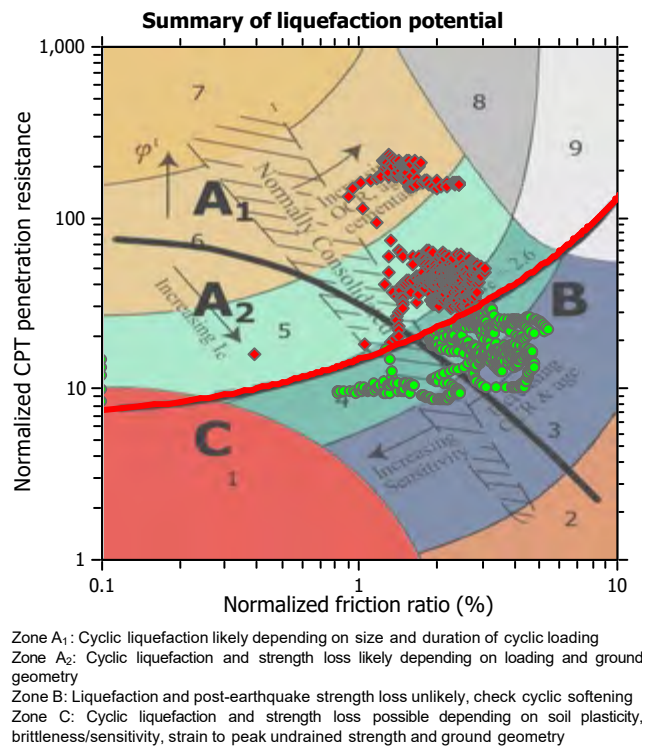 Summary of liquefaction potential
1,000
100
10
1
Normalized CPT penetration resistance
7
8
9
φ'
A1
6
Normally Consolidated
A2
Increasing Ic
5
2.6
B
4
C
1
OCR & age
Increasing
Sensitivity
3
2
0.1
1
10
Normalized friction ratio (%)
Zone A1: Cyclic liquefaction likely depending on size and duration of cyclic loading
Zone A2: Cyclic liquefaction and strength loss likely depending on loading and ground
geometry
Zone B: Liquefaction and post-earthquake strength loss unlikely, check cyclic softening
Zone C: Cyclic liquefaction and strength loss possible depending on soil plasticity,
brittleness/sensitivity, strain to peak undrained strength and ground geometry